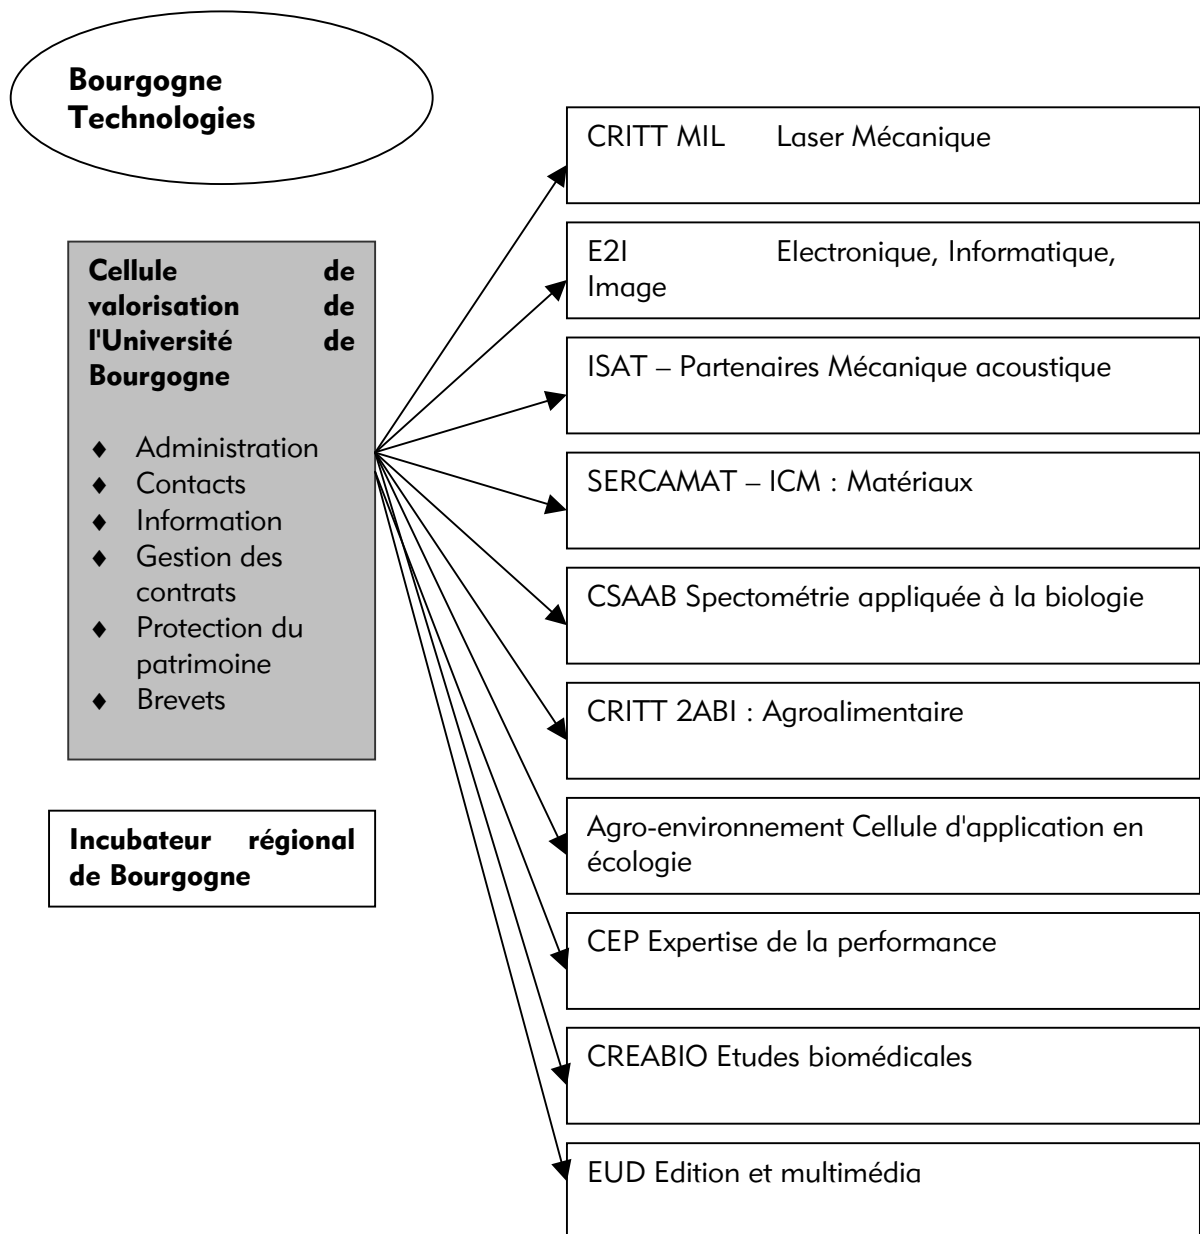 Bourgogne
Technologies
Cellule de
valorisation de
l'Université de
Bourgogne
♦ Administration
♦ Contacts
♦ Information
♦ Gestion des
contrats
♦ Protection du
patrimoine
♦ Brevets
Incubateur régional
de Bourgogne
CRITT MIL Laser Mécanique
E2I Electronique, Informatique,
Image
ISAT – Partenaires Mécanique acoustique
SERCAMAT – ICM : Matériaux
CSAAB Spectométrie appliquée à la biologie
CRITT 2ABI : Agroalimentaire
Agro-environnement Cellule d'application en
écologie
CEP Expertise de la performance
CREABIO Etudes biomédicales
EUD Edition et multimédia